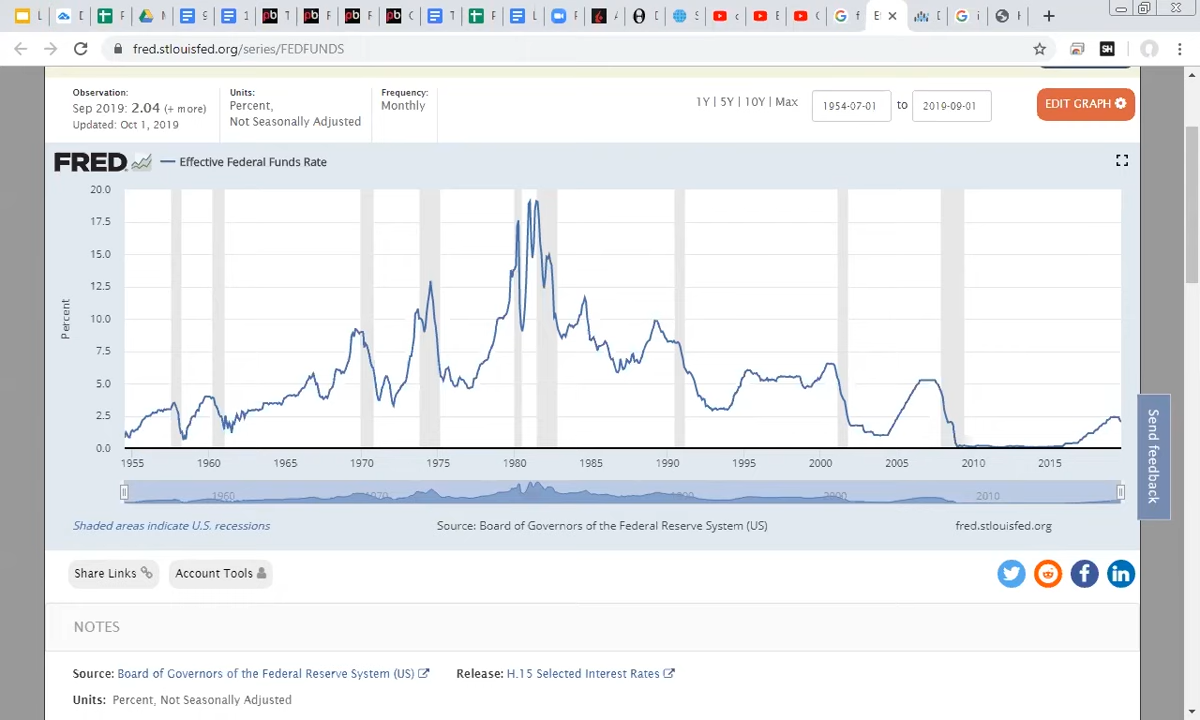 fred.stlouisfed.org/series/FEDFUNDS
Observation:
Sep 2019: 2.04 (+ more)
Updated: Oct 1, 2019
Units:
Percent,
Not Seasonally Adjusted
Frequency:
Monthly
1Y | 5Y | 10Y | Max
1954-07-01 to 2019-09-01
EDIT GRAPH
FRED
Effective Federal Funds Rate
Percent
20.0
17.5
15.0
12.5
10.0
7.5
5.0
2.5
0.0
1955 1960 1965 1970 1975 1980 1985 1990 1995 2000 2005 2010 2015
1960 1970 1980 1990 2000 2010
Shaded areas indicate U.S. recessions
Source: Board of Governors of the Federal Reserve System (US)
fred.stlouisfed.org
Send feedback
Share Links
Account Tools
NOTES
Source: Board of Governors of the Federal Reserve System (US)
Release: H.15 Selected Interest Rates
Units: Percent, Not Seasonally Adjusted